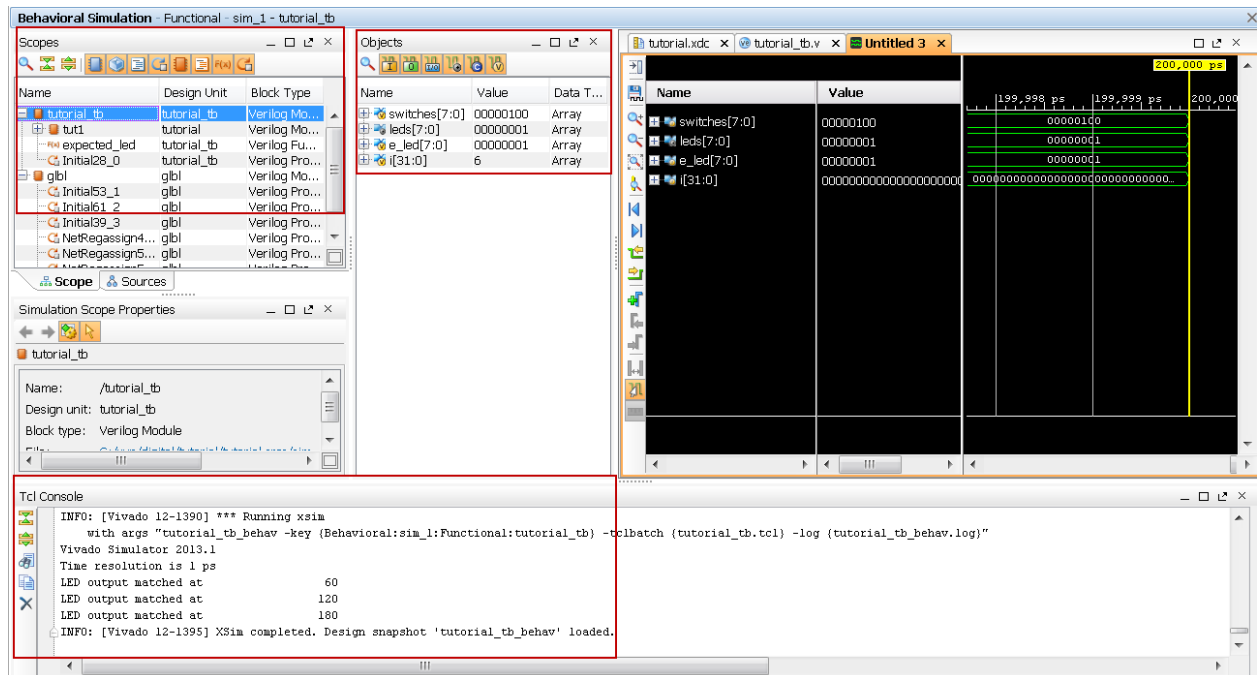 Behavioral Simulation - Functional - sim_1 - tutorial_tb
Scopes
Name Design Unit Block Type
tutorial_tb tutorial_tb Verilog Mo...
tut1 tutorial Verilog Mo...
expected_led tutorial_tb Verilog Fu...
Initial28_0 tutorial_tb Verilog Pro...
glbl glbl Verilog Mo...
Initial53_1 glbl Verilog Pro...
Initial61_2 glbl Verilog Pro...
Initial39_3 glbl Verilog Pro...
NetRegassign4... glbl Verilog Pro...
NetRegassign5... glbl Verilog Pro...
Scope Sources
Simulation Scope Properties
tutorial_tb
Name: /tutorial_tb
Design unit: tutorial_tb
Block type: Verilog Module
Objects
Name Value Data T...
switches[7:0] 00000100 Array
leds[7:0] 00000001 Array
e_led[7:0] 00000001 Array
i[31:0] 6 Array
tutorial.xdc tutorial_tb.v Untitled 3
200,000 ps
Name Value
199,998 ps 199,999 ps 200,000
switches[7:0] 00000100 00000100
leds[7:0] 00000001 00000001
e_led[7:0] 00000001 00000001
i[31:0]
Tcl Console
INFO: [Vivado 12-1390] *** Running xsim
with args "tutorial_tb_behav -key {Behavioral:sim_1:Functional:tutorial_tb} -tclbatch {tutorial_tb.tcl} -log {tutorial_tb_behav.log}"
Vivado Simulator 2013.1
Time resolution is 1 ps
LED output matched at 60
LED output matched at 120
LED output matched at 180
INFO: [Vivado 12-1395] XSim completed. Design snapshot 'tutorial_tb_behav' loaded.